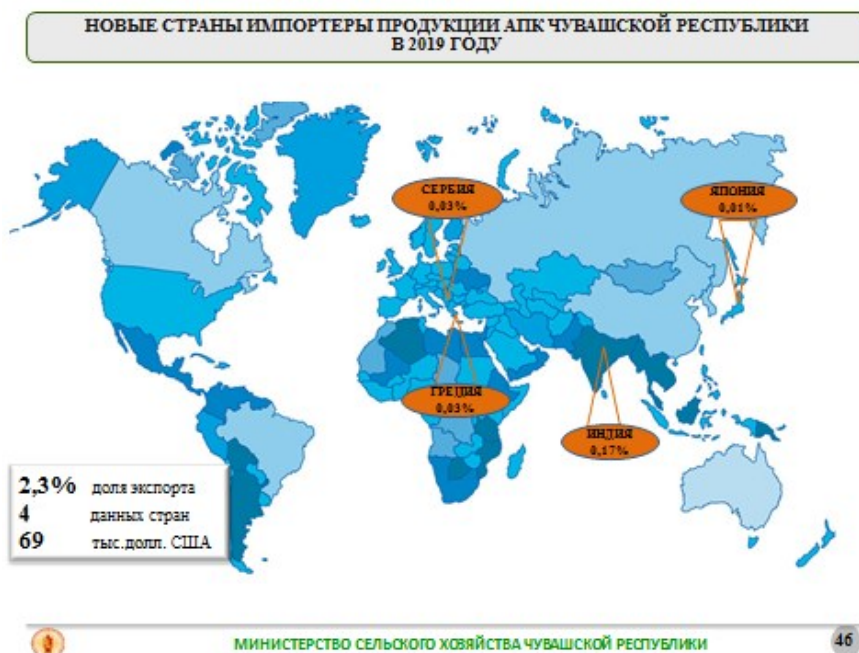 НОВЫЕ СТРАНЫ ИМПОРТЕРЫ ПРОДУКЦИИ АПК ЧУВАШСКОЙ РЕСПУБЛИКИ
В 2019 ГОДУ
СЕРБИЯ
0,03%
ЯПОНИЯ
0,01%
ГРЕЦИЯ
0,03%
ИНДИЯ
0,17%
2,3% доля экспорта
4 данных стран
69 тыс.долл. США
МИНИСТЕРСТВО СЕЛЬСКОГО ХОЗЯЙСТВА ЧУВАШСКОЙ РЕСПУБЛИКИ
46